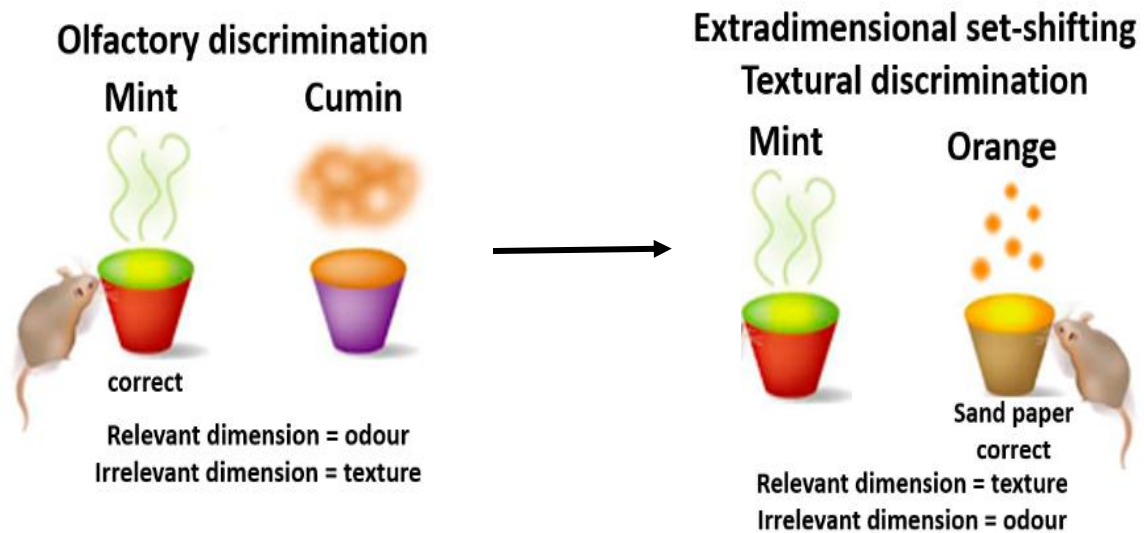 Olfactory discrimination
Mint Cumin
correct
Relevant dimension = odour
Irrelevant dimension = texture
Extradimensional set-shifting
Textural discrimination
Mint Orange
Sand paper
correct
Relevant dimension = texture
Irrelevant dimension = odour